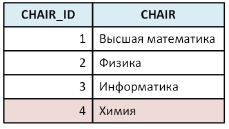 CHAIR_ID CHAIR
1 Высшая математика
2 Физика
3 Информатика
4 Химия